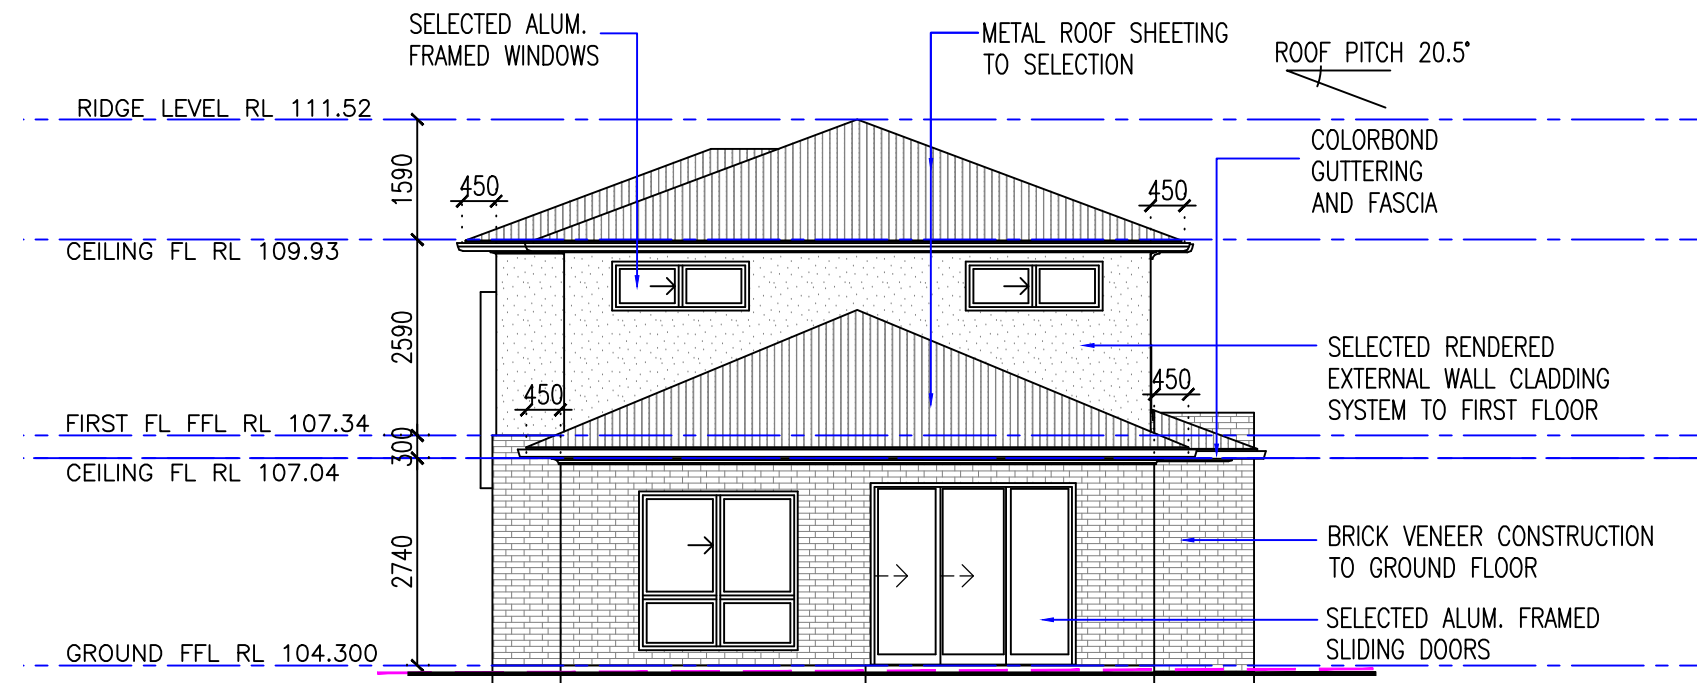 SELECTED ALUM.
FRAMED WINDOWS
METAL ROOF SHEETING
TO SELECTION
ROOF PITCH 20.5°
RIDGE LEVEL RL 111.52
COLORBOND
GUTTERING
AND FASCIA
1590
450
450
CEILING FL RL 109.93
2590
SELECTED RENDERED
EXTERNAL WALL CLADDING
SYSTEM TO FIRST FLOOR
450
450
FIRST FL FFL RL 107.34
300
CEILING FL RL 107.04
2740
BRICK VENEER CONSTRUCTION
TO GROUND FLOOR
SELECTED ALUM. FRAMED
SLIDING DOORS
GROUND FFL RL 104.300